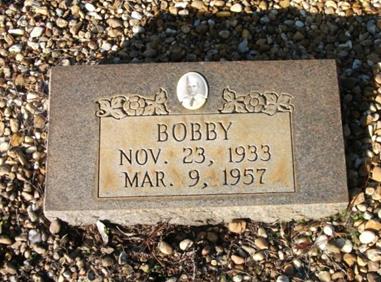 BOBBY
NOV. 23, 1933
MAR. 9, 1957